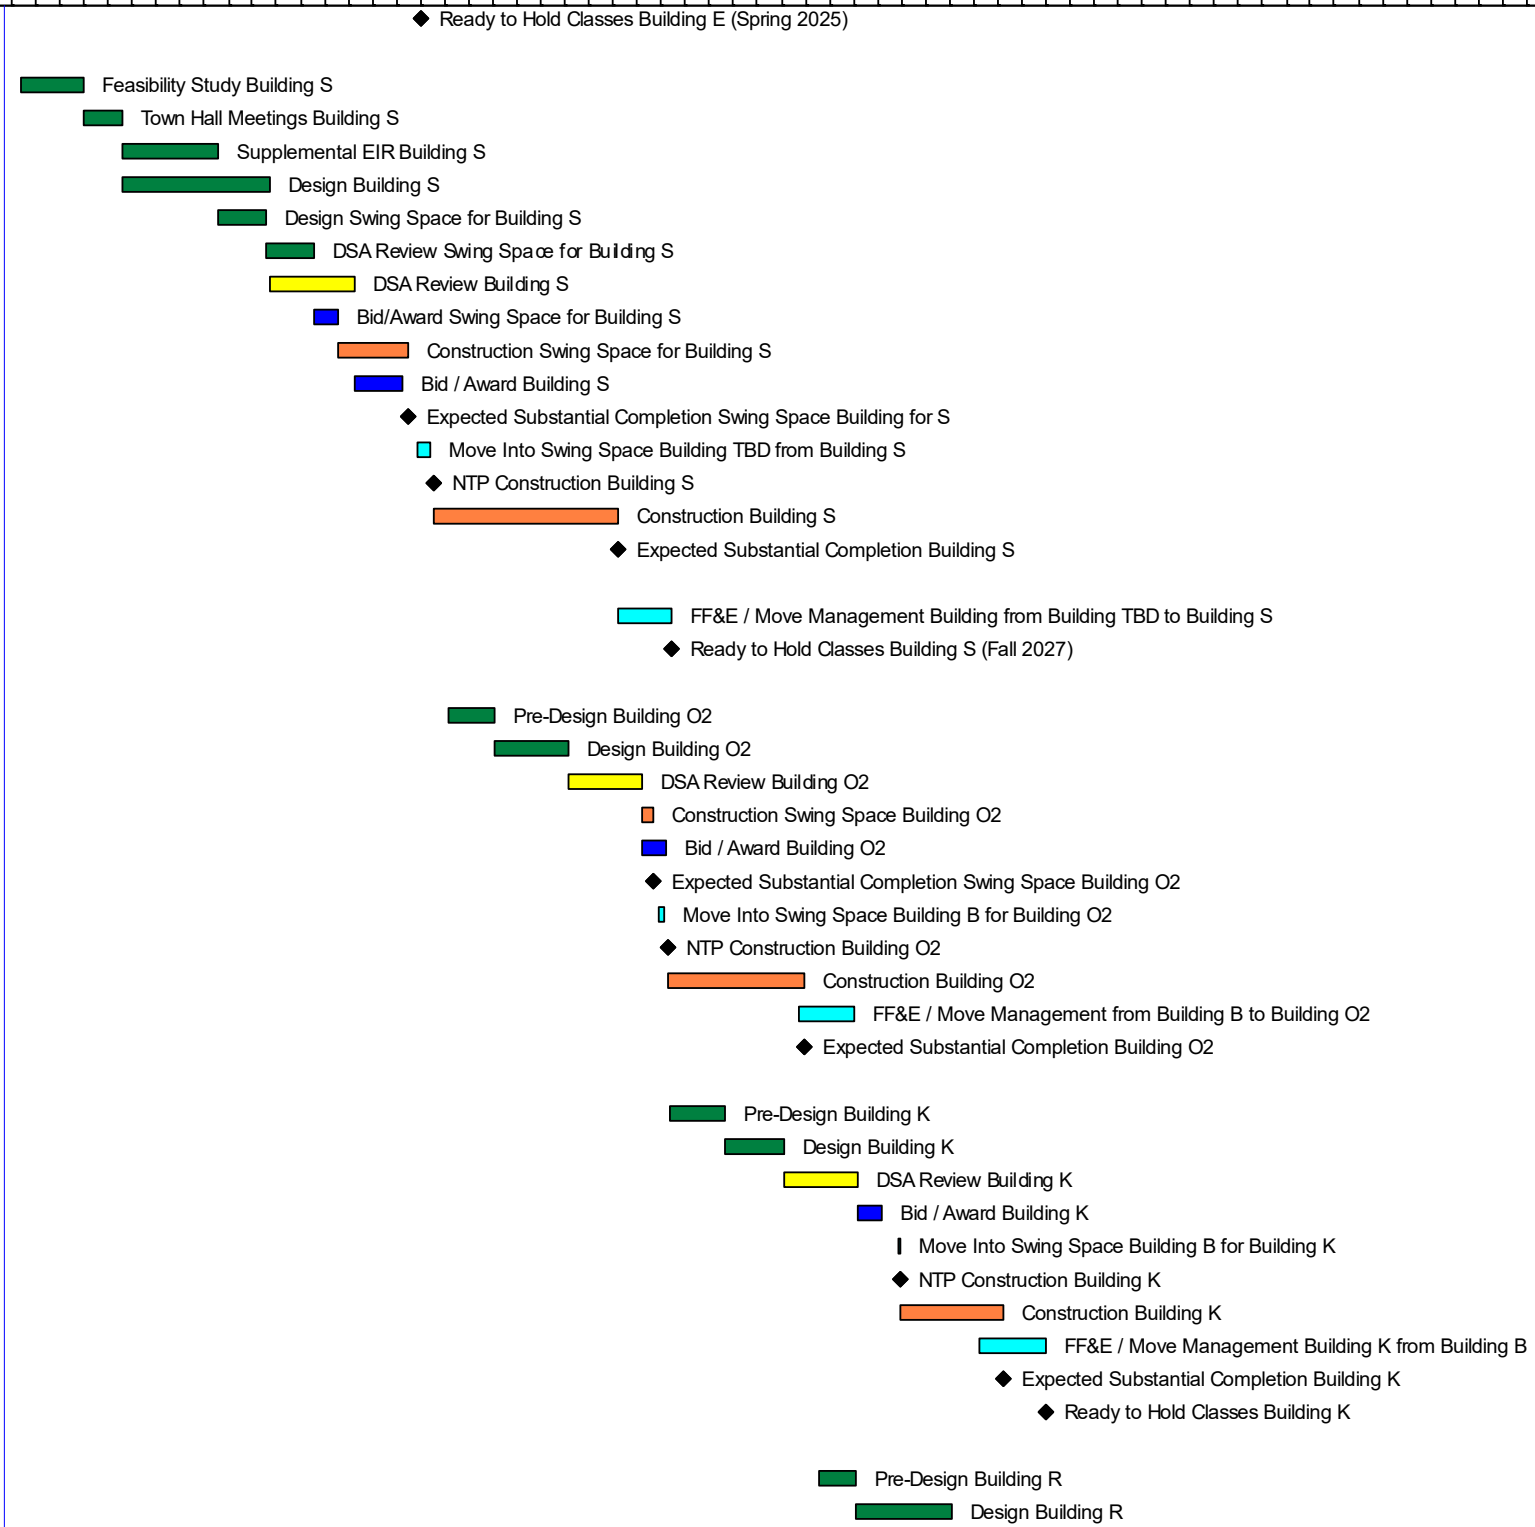 Ready to Hold Classes Building E (Spring 2025)
Feasibility Study Building S
Town Hall Meetings Building S
Supplemental EIR Building S
Design Building S
Design Swing Space for Building S
DSA Review Swing Space for Building S
DSA Review Building S
Bid/Award Swing Space for Building S
Construction Swing Space for Building S
Bid / Award Building S
Expected Substantial Completion Swing Space Building for S
Move Into Swing Space Building TBD from Building S
NTP Construction Building S
Construction Building S
Expected Substantial Completion Building S
FF&E / Move Management Building from Building TBD to Building S
Ready to Hold Classes Building S (Fall 2027)
Pre-Design Building O2
Design Building O2
DSA Review Building O2
Construction Swing Space Building O2
Bid / Award Building O2
Expected Substantial Completion Swing Space Building O2
Move Into Swing Space Building B for Building O2
NTP Construction Building O2
Construction Building O2
FF&E / Move Management from Building B to Building O2
Expected Substantial Completion Building O2
Pre-Design Building K
Design Building K
DSA Review Building K
Bid / Award Building K
Move Into Swing Space Building B for Building K
NTP Construction Building K
Construction Building K
FF&E / Move Management Building K from Building B
Expected Substantial Completion Building K
Ready to Hold Classes Building K
Pre-Design Building R
Design Building R